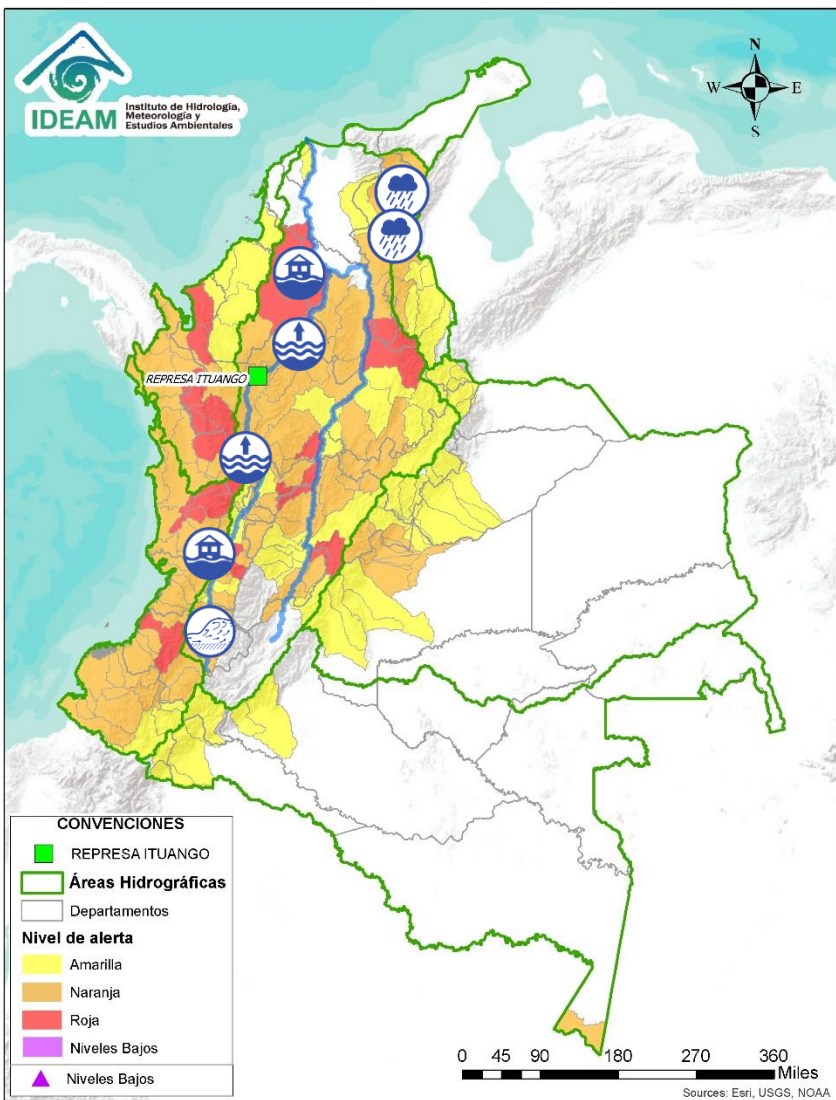 IDEAM
Instituto de Hidrología,
Meteorología y
Estudios Ambientales
N
W
E
S
REPRESA ITUANGO
CONVENCIONES
REPRESA ITUANGO
Áreas Hidrográficas
Departamentos
Nivel de alerta
Amarilla
Naranja
Roja
Niveles Bajos
Niveles Bajos
0 45 90 180 270 360
Miles
Sources: Esri, USGS, NOAA